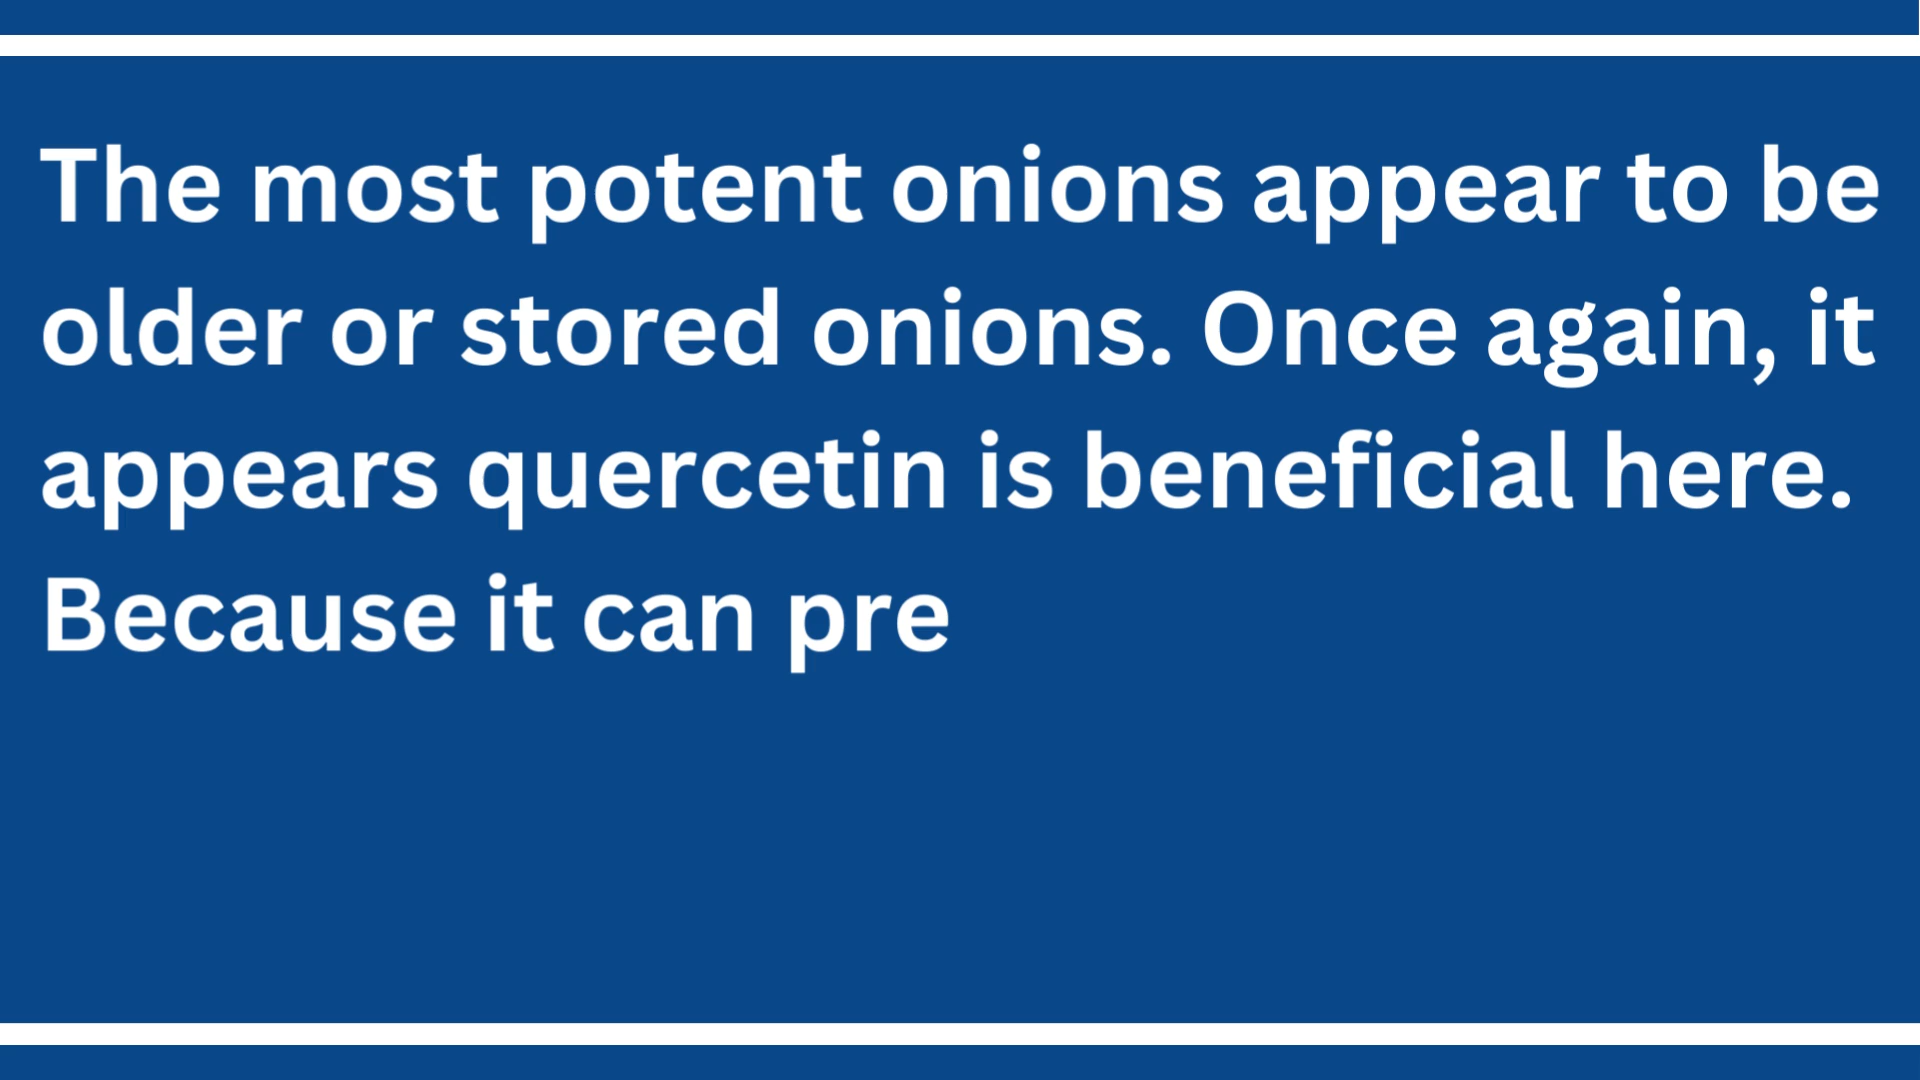 The most potent onions appear to be
older or stored onions. Once again, it
appears quercetin is beneficial here.
Because it can pre